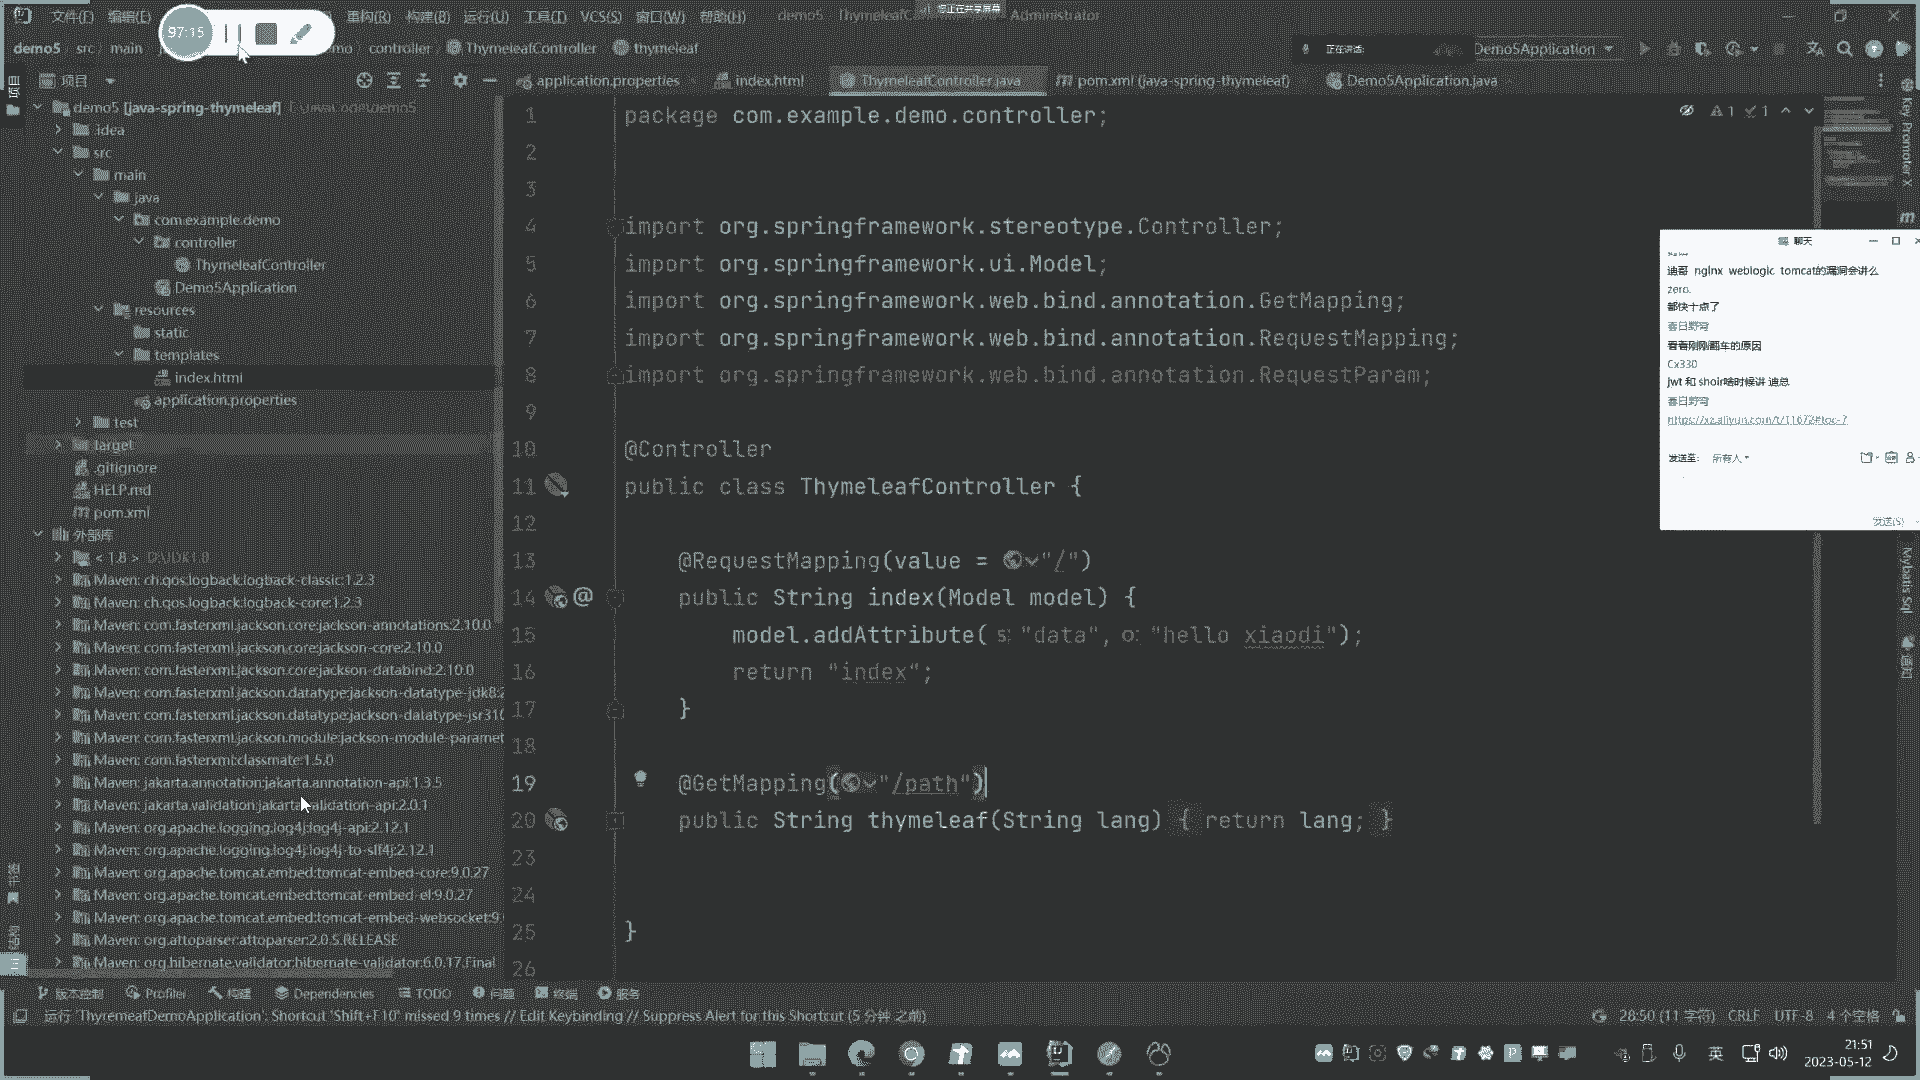 文件(F) 编辑(E) 重构(R) 构建(B) 运行(U) 工具(T) VCS(S) 窗口(W) 帮助(H) demo5 Administrator
您正在共享屏幕
97:15
demo5 src main controller ThymeleafController thymeleaf
正在讲话:
Demo5Application
项目
application.properties index.html ThymeleafController.java pom.xml (java-spring-thymeleaf) Demo5Application.java
demo5 [java-spring-thymeleaf]
.idea
src
main
java
com.example.demo
controller
ThymeleafController
Demo5Application
resources
static
templates
index.html
application.properties
test
target
.gitignore
HELP.md
pom.xml
外部库
< 1.8 > D:\JDK1.8
Maven: ch.qos.logback:logback-classic:1.2.3
Maven: ch.qos.logback:logback-core:1.2.3
Maven: com.fasterxml.jackson.core:jackson-annotations:2.10.0
Maven: com.fasterxml.jackson.core:jackson-core:2.10.0
Maven: com.fasterxml.jackson.core:jackson-databind:2.10.0
Maven: com.fasterxml.jackson.datatype:jackson-datatype-jdk8:2
Maven: com.fasterxml.jackson.datatype:jackson-datatype-jsr310
Maven: com.fasterxml.jackson.module:jackson-module-paramet
Maven: com.fasterxml:classmate:1.5.0
Maven: jakarta.annotation:jakarta.annotation-api:1.3.5
Maven: jakarta.validation:jakarta.validation-api:2.0.1
Maven: org.apache.logging.log4j:log4j-api:2.12.1
Maven: org.apache.logging.log4j:log4j-to-slf4j:2.12.1
Maven: org.apache.tomcat.embed:tomcat-embed-core:9.0.27
Maven: org.apache.tomcat.embed:tomcat-embed-el:9.0.27
Maven: org.apache.tomcat.embed:tomcat-embed-websocket:9.
Maven: org.attoparser:attoparser:2.0.5.RELEASE
Maven: org.hibernate.validator:hibernate-validator:6.0.17.Final
1 package com.example.demo.controller;
2
3
4 import org.springframework.stereotype.Controller;
5 import org.springframework.ui.Model;
6 import org.springframework.web.bind.annotation.GetMapping;
7 import org.springframework.web.bind.annotation.RequestMapping;
8 import org.springframework.web.bind.annotation.RequestParam;
9
10 @Controller
11 public class ThymeleafController {
12
13 @RequestMapping(value = "/")
14 @ public String index(Model model) {
15 model.addAttribute( s: "data", o: "hello xiaodi");
16 return "index";
17 }
18
19 @GetMapping("/path")
20 public String thymeleaf(String lang) { return lang; }
23
24
25 }
26
1 1
Key Promoter X
Mybatis Sql
通知
聊天
迪哥 nginx weblogic tomcat的漏洞会讲么
zero.
都快十点了
春日野穹
看看刚刚翻车的原因
Cx330
jwt 和 shoir啥时候讲 迪总
春日野穹
https://xz.aliyun.com/t/11672#toc-7
发送至: 所有人
发送(S)
书签
结构
版本控制 Profiler 构建 Dependencies TODO 问题 终端 服务
运行 'ThyremeafDemoApplication': Shortcut 'Shift+F10' missed 9 times // Edit Keybinding // Suppress Alert for this Shortcut (5 分钟 之前)
28:50 (11 字符) CRLF UTF-8 4 个空格
英
21:51
2023-05-12